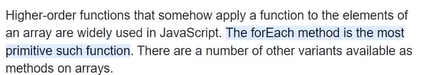 Higher-order functions that somehow apply a function to the elements of
an array are widely used in JavaScript. The forEach method is the most
primitive such function. There are a number of other variants available as
methods on arrays.